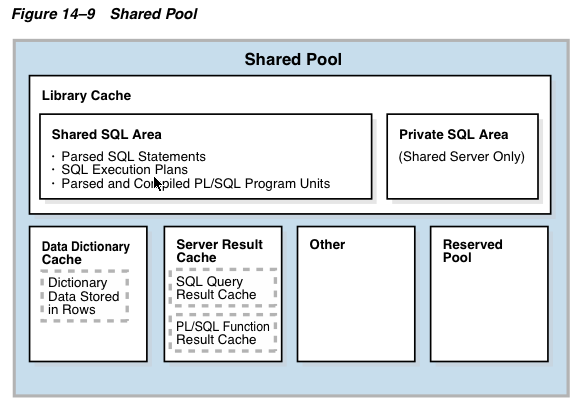 Figure 14–9 Shared Pool
Shared Pool
Library Cache
Shared SQL Area
· Parsed SQL Statements
· SQL Execution Plans
· Parsed and Compiled PL/SQL Program Units
Private SQL Area
(Shared Server Only)
Data Dictionary
Cache
Dictionary
Data Stored
in Rows
Server Result
Cache
SQL Query
Result Cache
PL/SQL Function
Result Cache
Other
Reserved
Pool